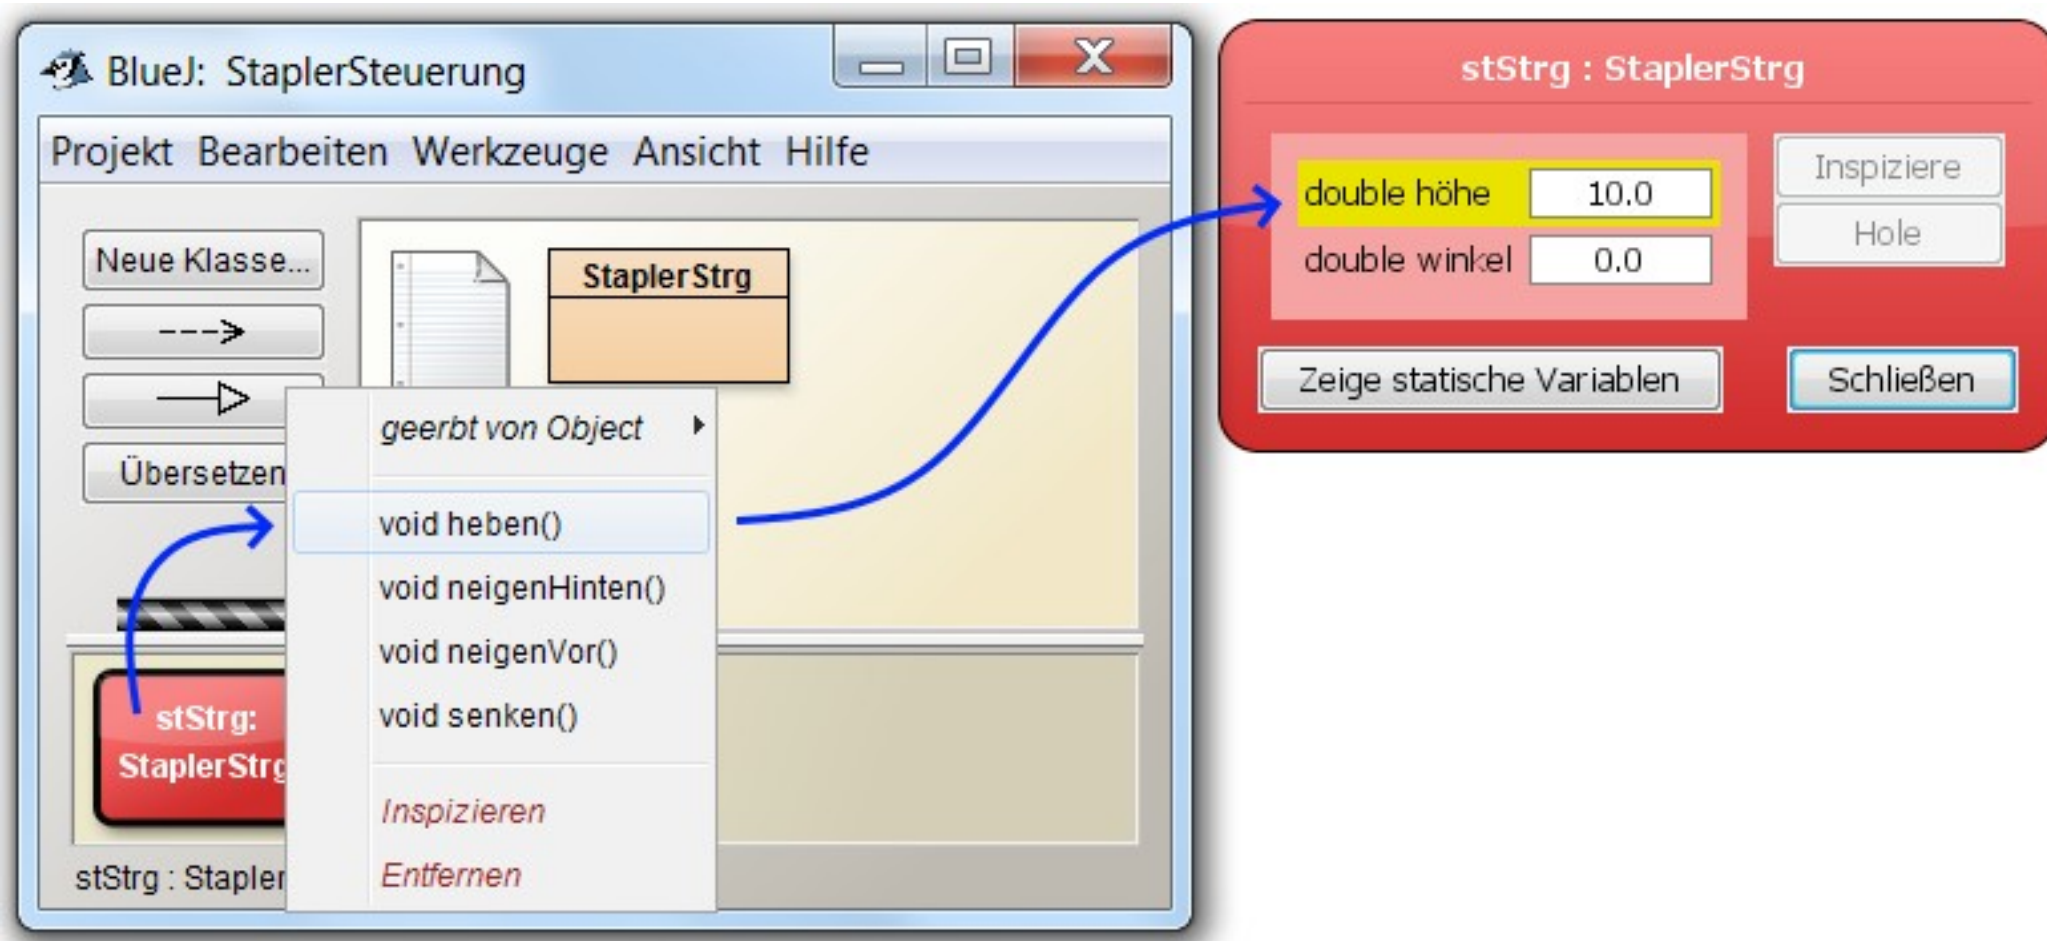 BlueJ: StaplerSteuerung
Projekt Bearbeiten Werkzeuge Ansicht Hilfe
Neue Klasse...
StaplerStrg
Übersetzen
geerbt von Object
void heben()
void neigenHinten()
void neigenVor()
void senken()
Inspizieren
Entfernen
stStrg:
StaplerStrg
stStrg : Stapler
stStrg : StaplerStrg
double höhe 10.0
double winkel 0.0
Inspiziere
Hole
Zeige statische Variablen
Schließen